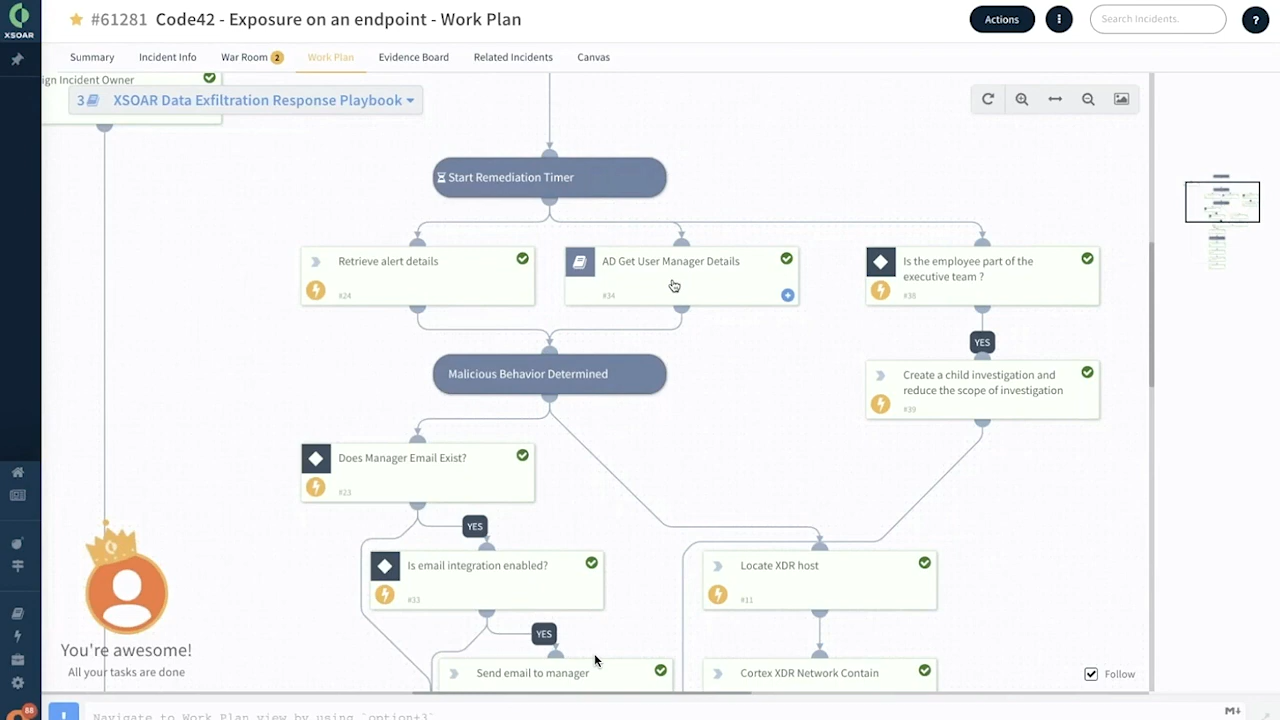 XSOAR
#61281 Code42 - Exposure on an endpoint - Work Plan
Actions
Search Incidents.
?
Summary
Incident Info
War Room 2
Work Plan
Evidence Board
Related Incidents
Canvas
ign Incident Owner
3 XSOAR Data Exfiltration Response Playbook
Start Remediation Timer
Retrieve alert details
#24
AD Get User Manager Details
#34
Is the employee part of the
executive team ?
#38
YES
Create a child investigation and
reduce the scope of investigation
#39
Malicious Behavior Determined
Does Manager Email Exist?
#23
YES
Is email integration enabled?
#33
YES
Send email to manager
Locate XDR host
#11
Cortex XDR Network Contain
You're awesome!
All your tasks are done
Follow
88
!
Navigate to Work Plan view by using `option+3`
M↓